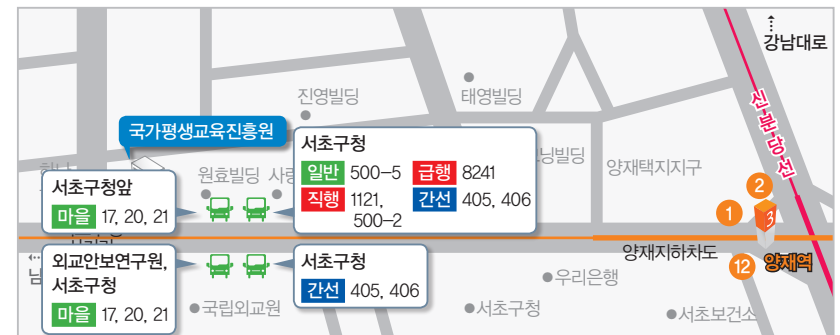 강남대로
신분당선
진영빌딩
태영빌딩
국가평생교육진흥원
서초구청
일반 500-5 급행 8241
직행 1121, 간선 405, 406
500-2
닝빌딩
양재택지지구
원효빌딩
서초구청앞
마을 17, 20, 21
2
1
3
양재지하차도
12
양재역
외교안보연구원,
서초구청
마을 17, 20, 21
서초구청
간선 405, 406
남
우리은행
국립외교원
서초구청
서초보건소